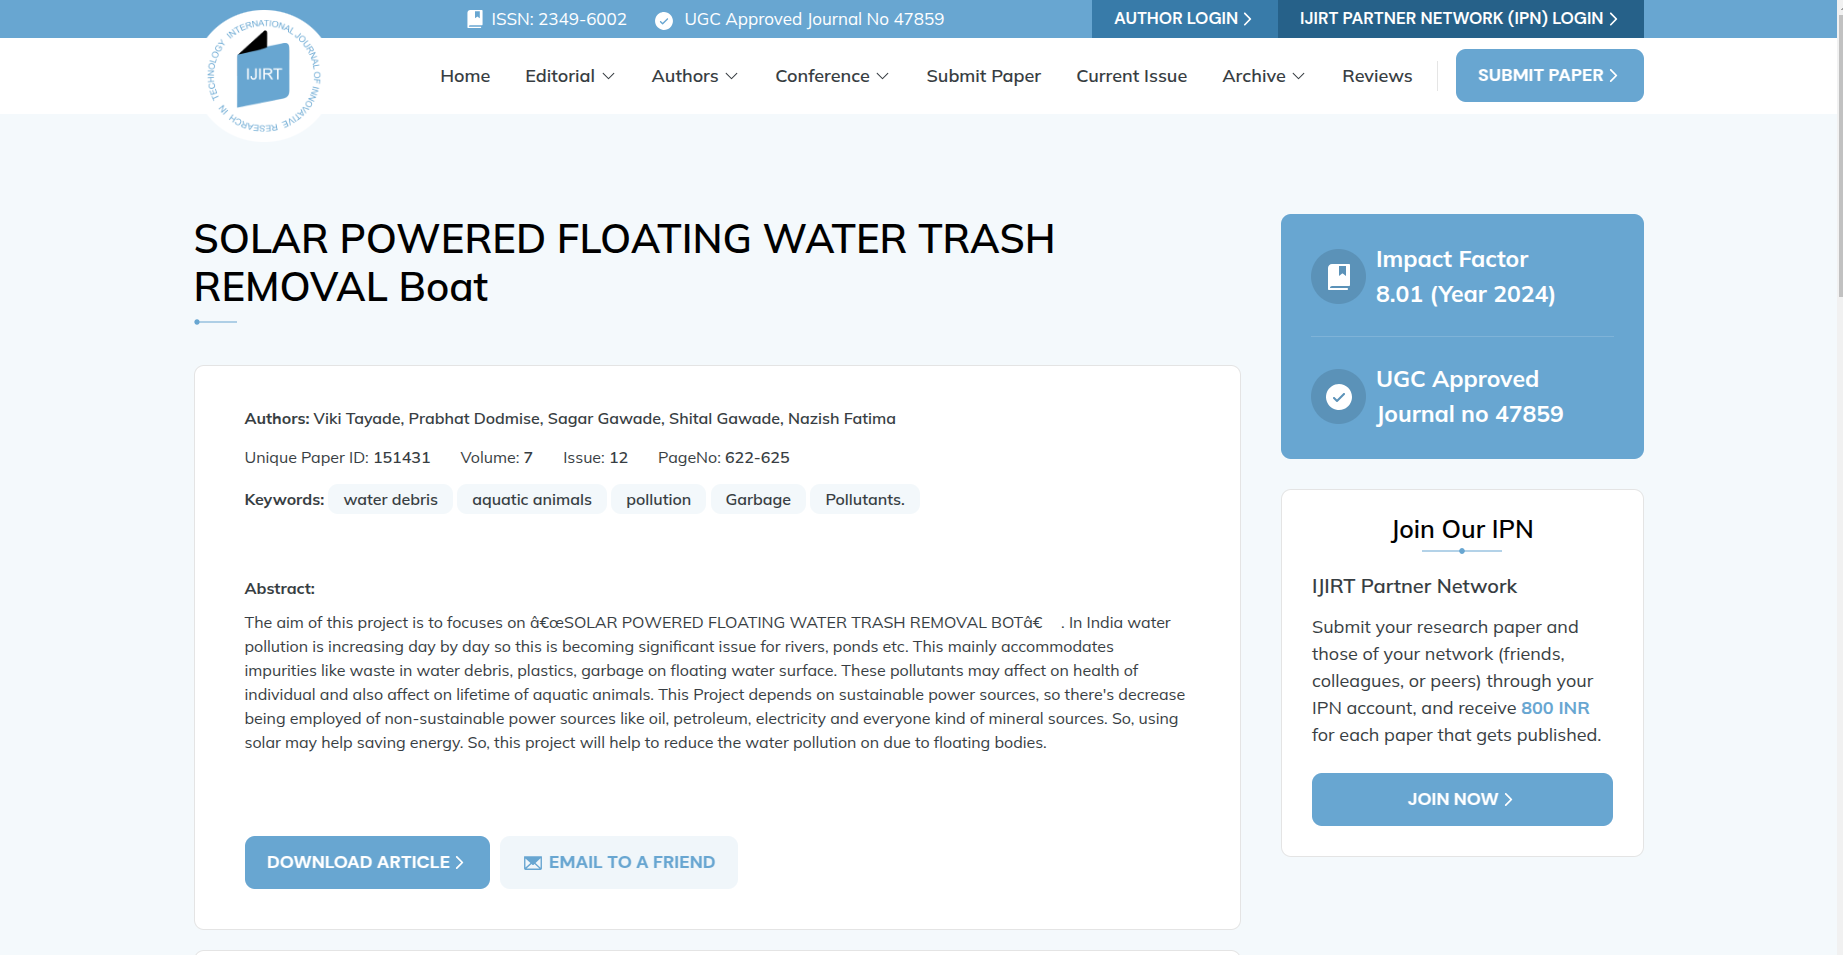 ISSN: 2349-6002
UGC Approved Journal No 47859
AUTHOR LOGIN
IJIRT PARTNER NETWORK (IPN) LOGIN
INTERNATIONAL JOURNAL OF INNOVATIVE RESEARCH IN TECHNOLOGY
IJIRT
Home
Editorial
Authors
Conference
Submit Paper
Current Issue
Archive
Reviews
SUBMIT PAPER
SOLAR POWERED FLOATING WATER TRASH
REMOVAL Boat
Authors: Viki Tayade, Prabhat Dodmise, Sagar Gawade, Shital Gawade, Nazish Fatima
Unique Paper ID: 151431 Volume: 7 Issue: 12 PageNo: 622-625
Keywords: water debris aquatic animals pollution Garbage Pollutants.
Abstract:
The aim of this project is to focuses on â€œSOLAR POWERED FLOATING WATER TRASH REMOVAL BOTâ€ . In India water
pollution is increasing day by day so this is becoming significant issue for rivers, ponds etc. This mainly accommodates
impurities like waste in water debris, plastics, garbage on floating water surface. These pollutants may affect on health of
individual and also affect on lifetime of aquatic animals. This Project depends on sustainable power sources, so there's decrease
being employed of non-sustainable power sources like oil, petroleum, electricity and everyone kind of mineral sources. So, using
solar may help saving energy. So, this project will help to reduce the water pollution on due to floating bodies.
DOWNLOAD ARTICLE
EMAIL TO A FRIEND
Impact Factor
8.01 (Year 2024)
UGC Approved
Journal no 47859
Join Our IPN
IJIRT Partner Network
Submit your research paper and
those of your network (friends,
colleagues, or peers) through your
IPN account, and receive 800 INR
for each paper that gets published.
JOIN NOW